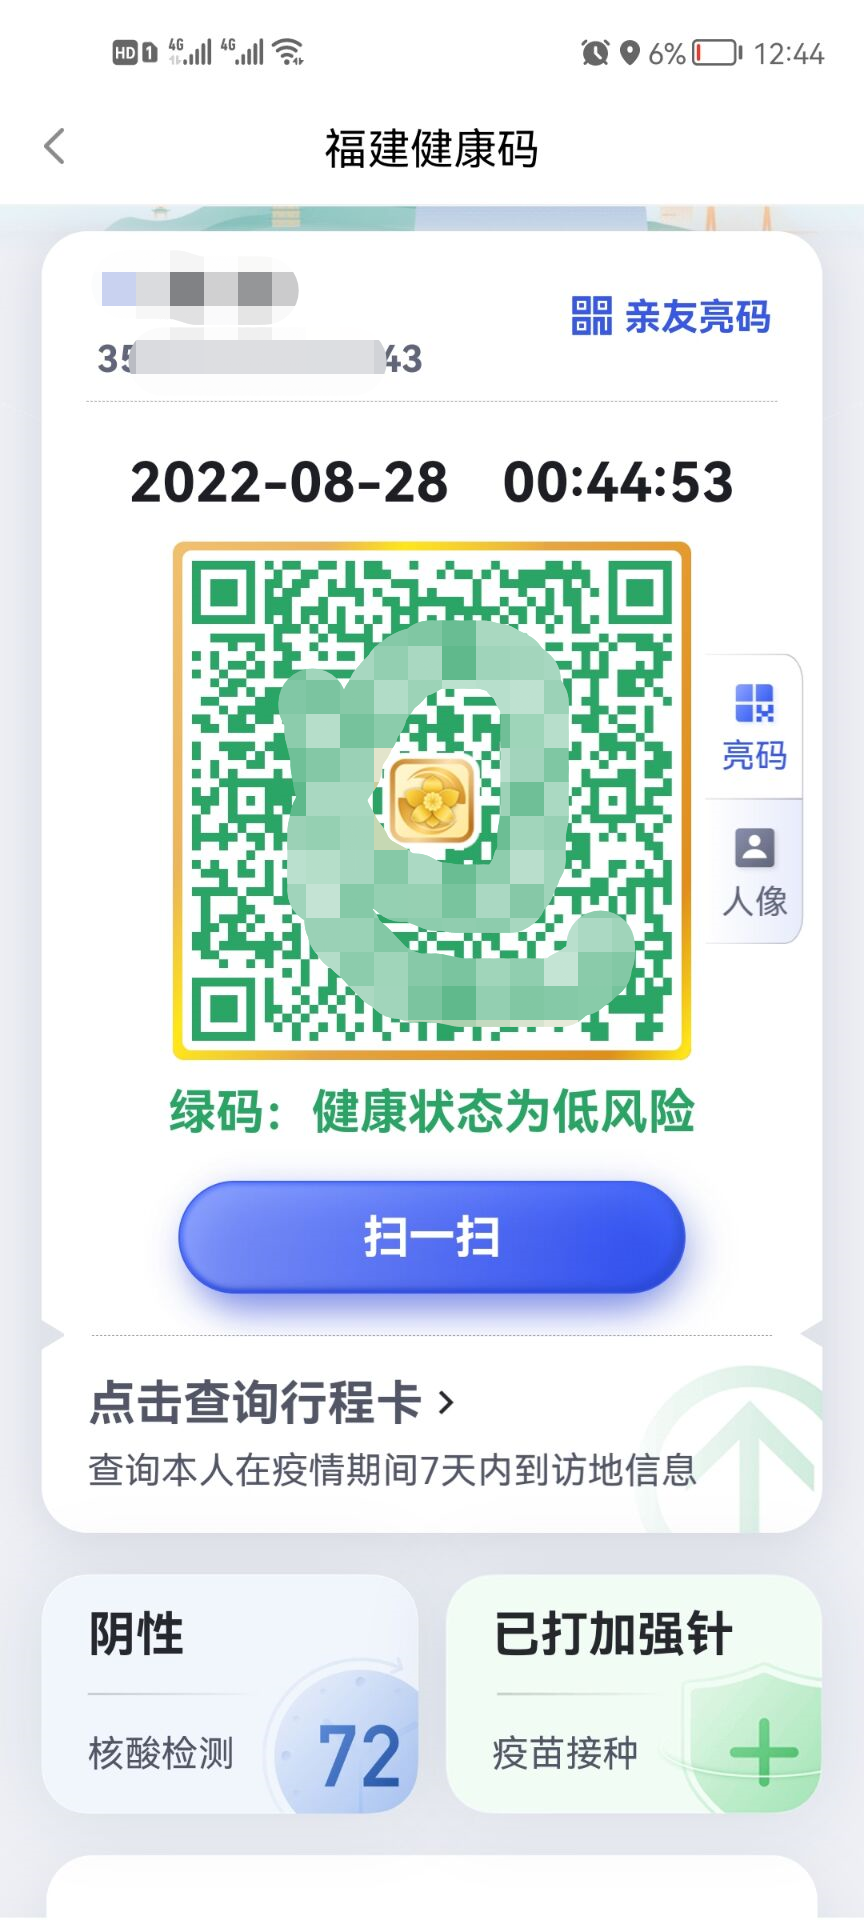 HD 1 4G 4G 6% 12:44
福建健康码
亲友亮码
35 43
2022-08-28 00:44:53
亮码
人像
绿码：健康状态为低风险
扫一扫
点击查询行程卡 >
查询本人在疫情期间7天内到访地信息
阴性
核酸检测
72
已打加强针
疫苗接种